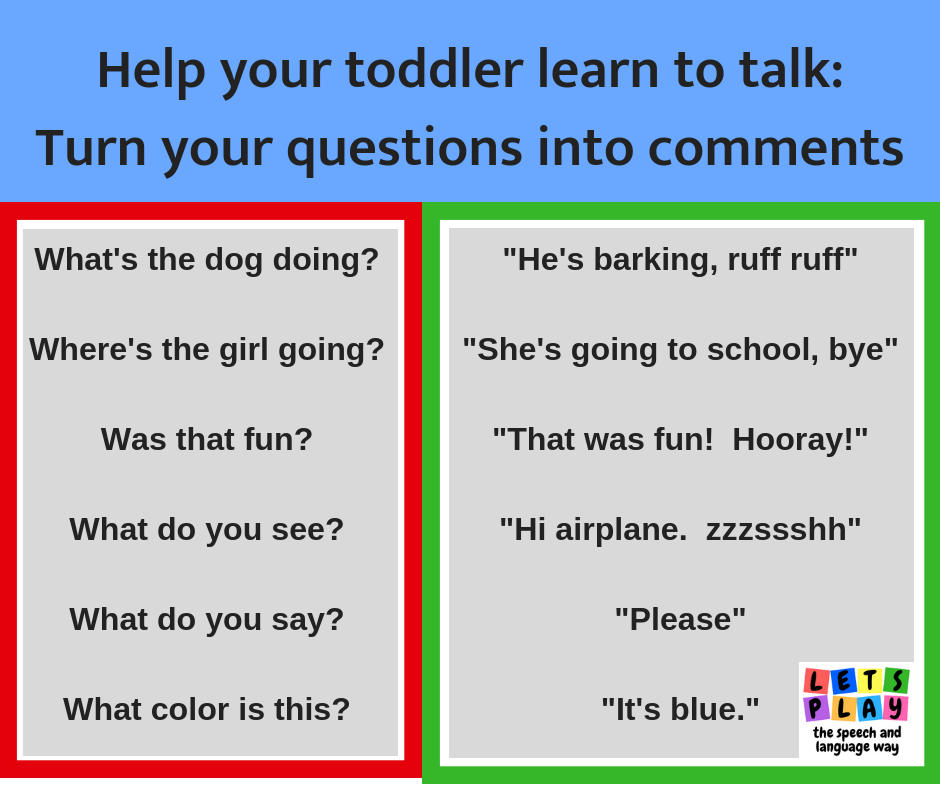 Help your toddler learn to talk:
Turn your questions into comments
What's the dog doing?
"He's barking, ruff ruff"
Where's the girl going?
"She's going to school, bye"
Was that fun?
"That was fun!  Hooray!"
What do you see?
"Hi airplane.  zzzssshh"
What do you say?
"Please"
What color is this?
"It's blue."
LETS
PLAY
the speech and
language way